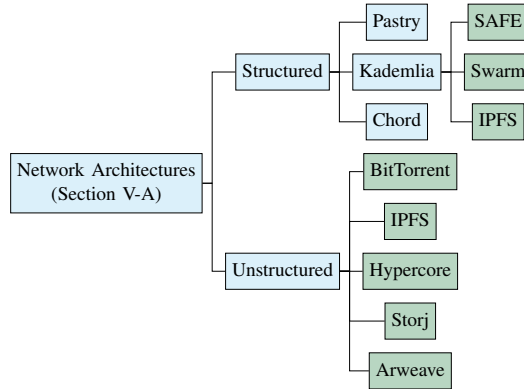 Pastry
SAFE
Structured
Kademlia
Swarm
Chord
IPFS
Network Architectures
(Section V-A)
BitTorrent
IPFS
Unstructured
Hypercore
Storj
Arweave